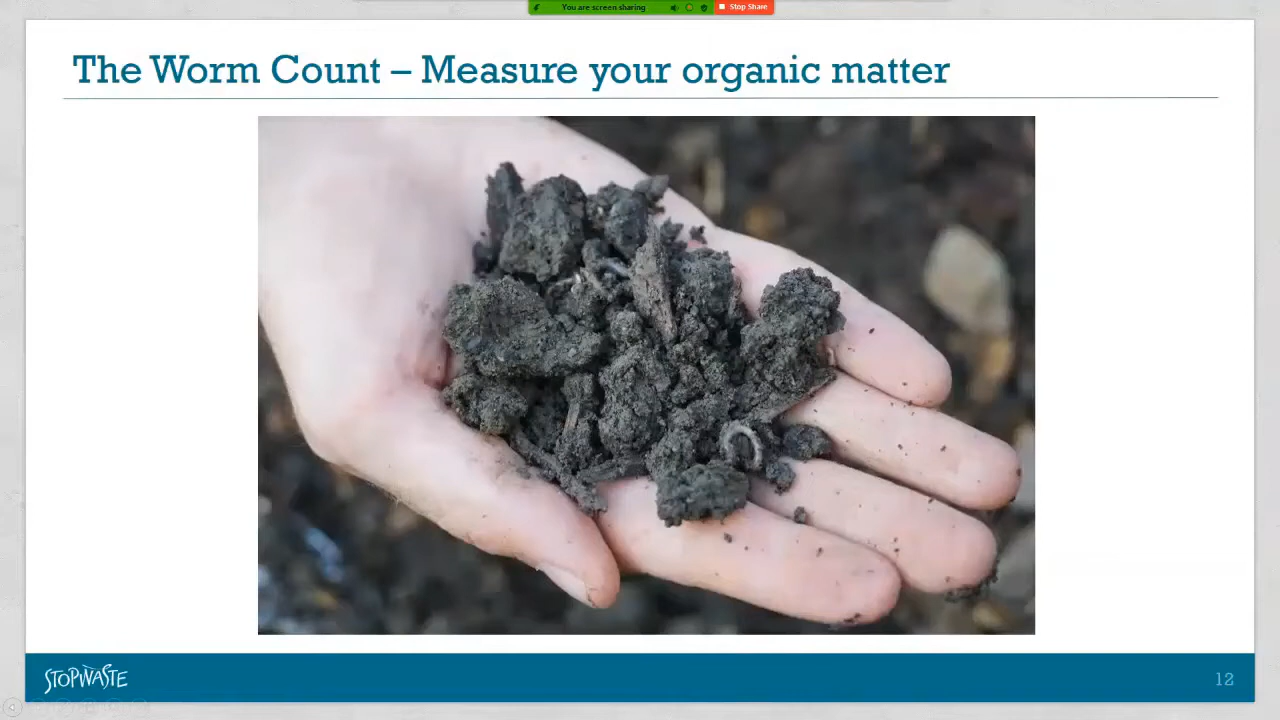 You are screen sharing
Stop Share
The Worm Count – Measure your organic matter
STOPWASTE
12